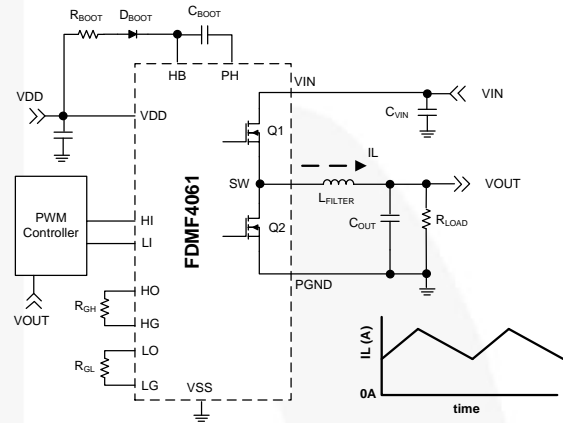 RBOOT DBOOT CBOOT
HB PH
VIN
VDD
VDD
CVIN
VIN
Q1
IL
SW
VOUT
LFILTER
PWM
Controller
HI
LI
FDMF4061
Q2
COUT
RLOAD
PGND
VOUT
HO
RGH
HG
LO
RGL
LG
VSS
IL (A)
0A
time